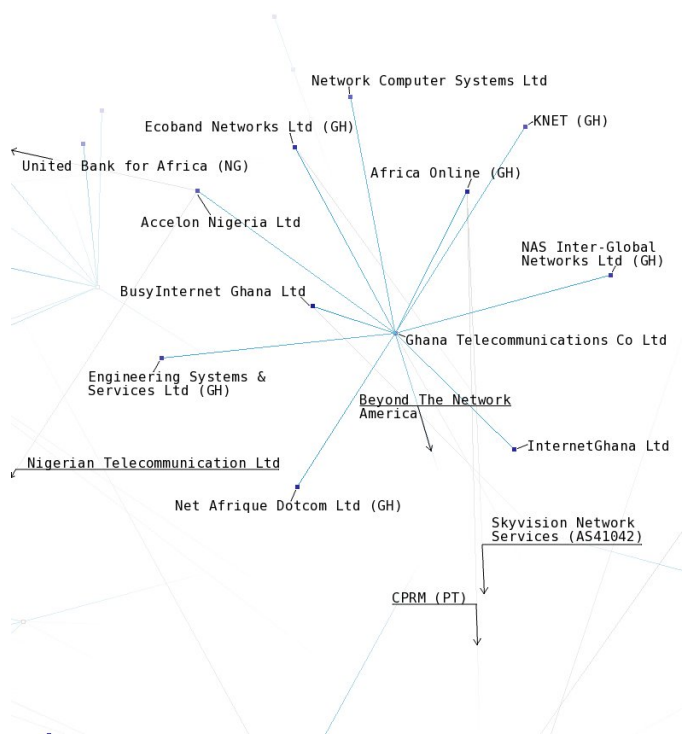 Network Computer Systems Ltd
KNET (GH)
Ecoband Networks Ltd (GH)
United Bank for Africa (NG)
Africa Online (GH)
Accelon Nigeria Ltd
NAS Inter-Global
Networks Ltd (GH)
BusyInternet Ghana Ltd
Ghana Telecommunications Co Ltd
Engineering Systems &
Services Ltd (GH)
Beyond The Network
America
InternetGhana Ltd
Nigerian Telecommunication Ltd
Net Afrique Dotcom Ltd (GH)
Skyvision Network
Services (AS41042)
CPRM (PT)